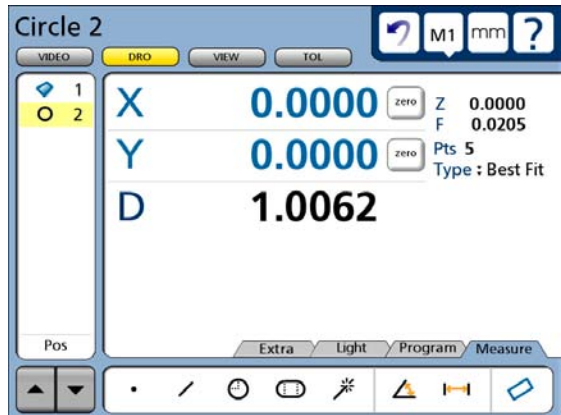 Circle 2
M1 mm ?
VIDEO DRO VIEW TOL
1
2
X 0.0000 zero
Y 0.0000 zero
D 1.0062
Z 0.0000
F 0.0205
Pts 5
Type : Best Fit
Pos
Extra Light Program Measure